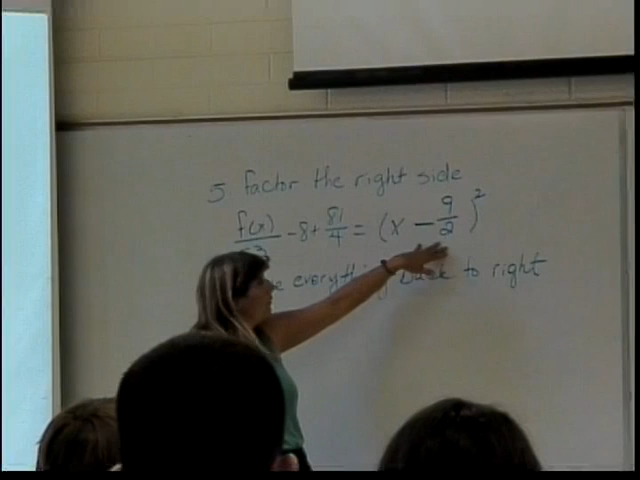 5. Factor the right side
f(x)/ -8 + 81/4 = (x - 9/2)²
everything back to right